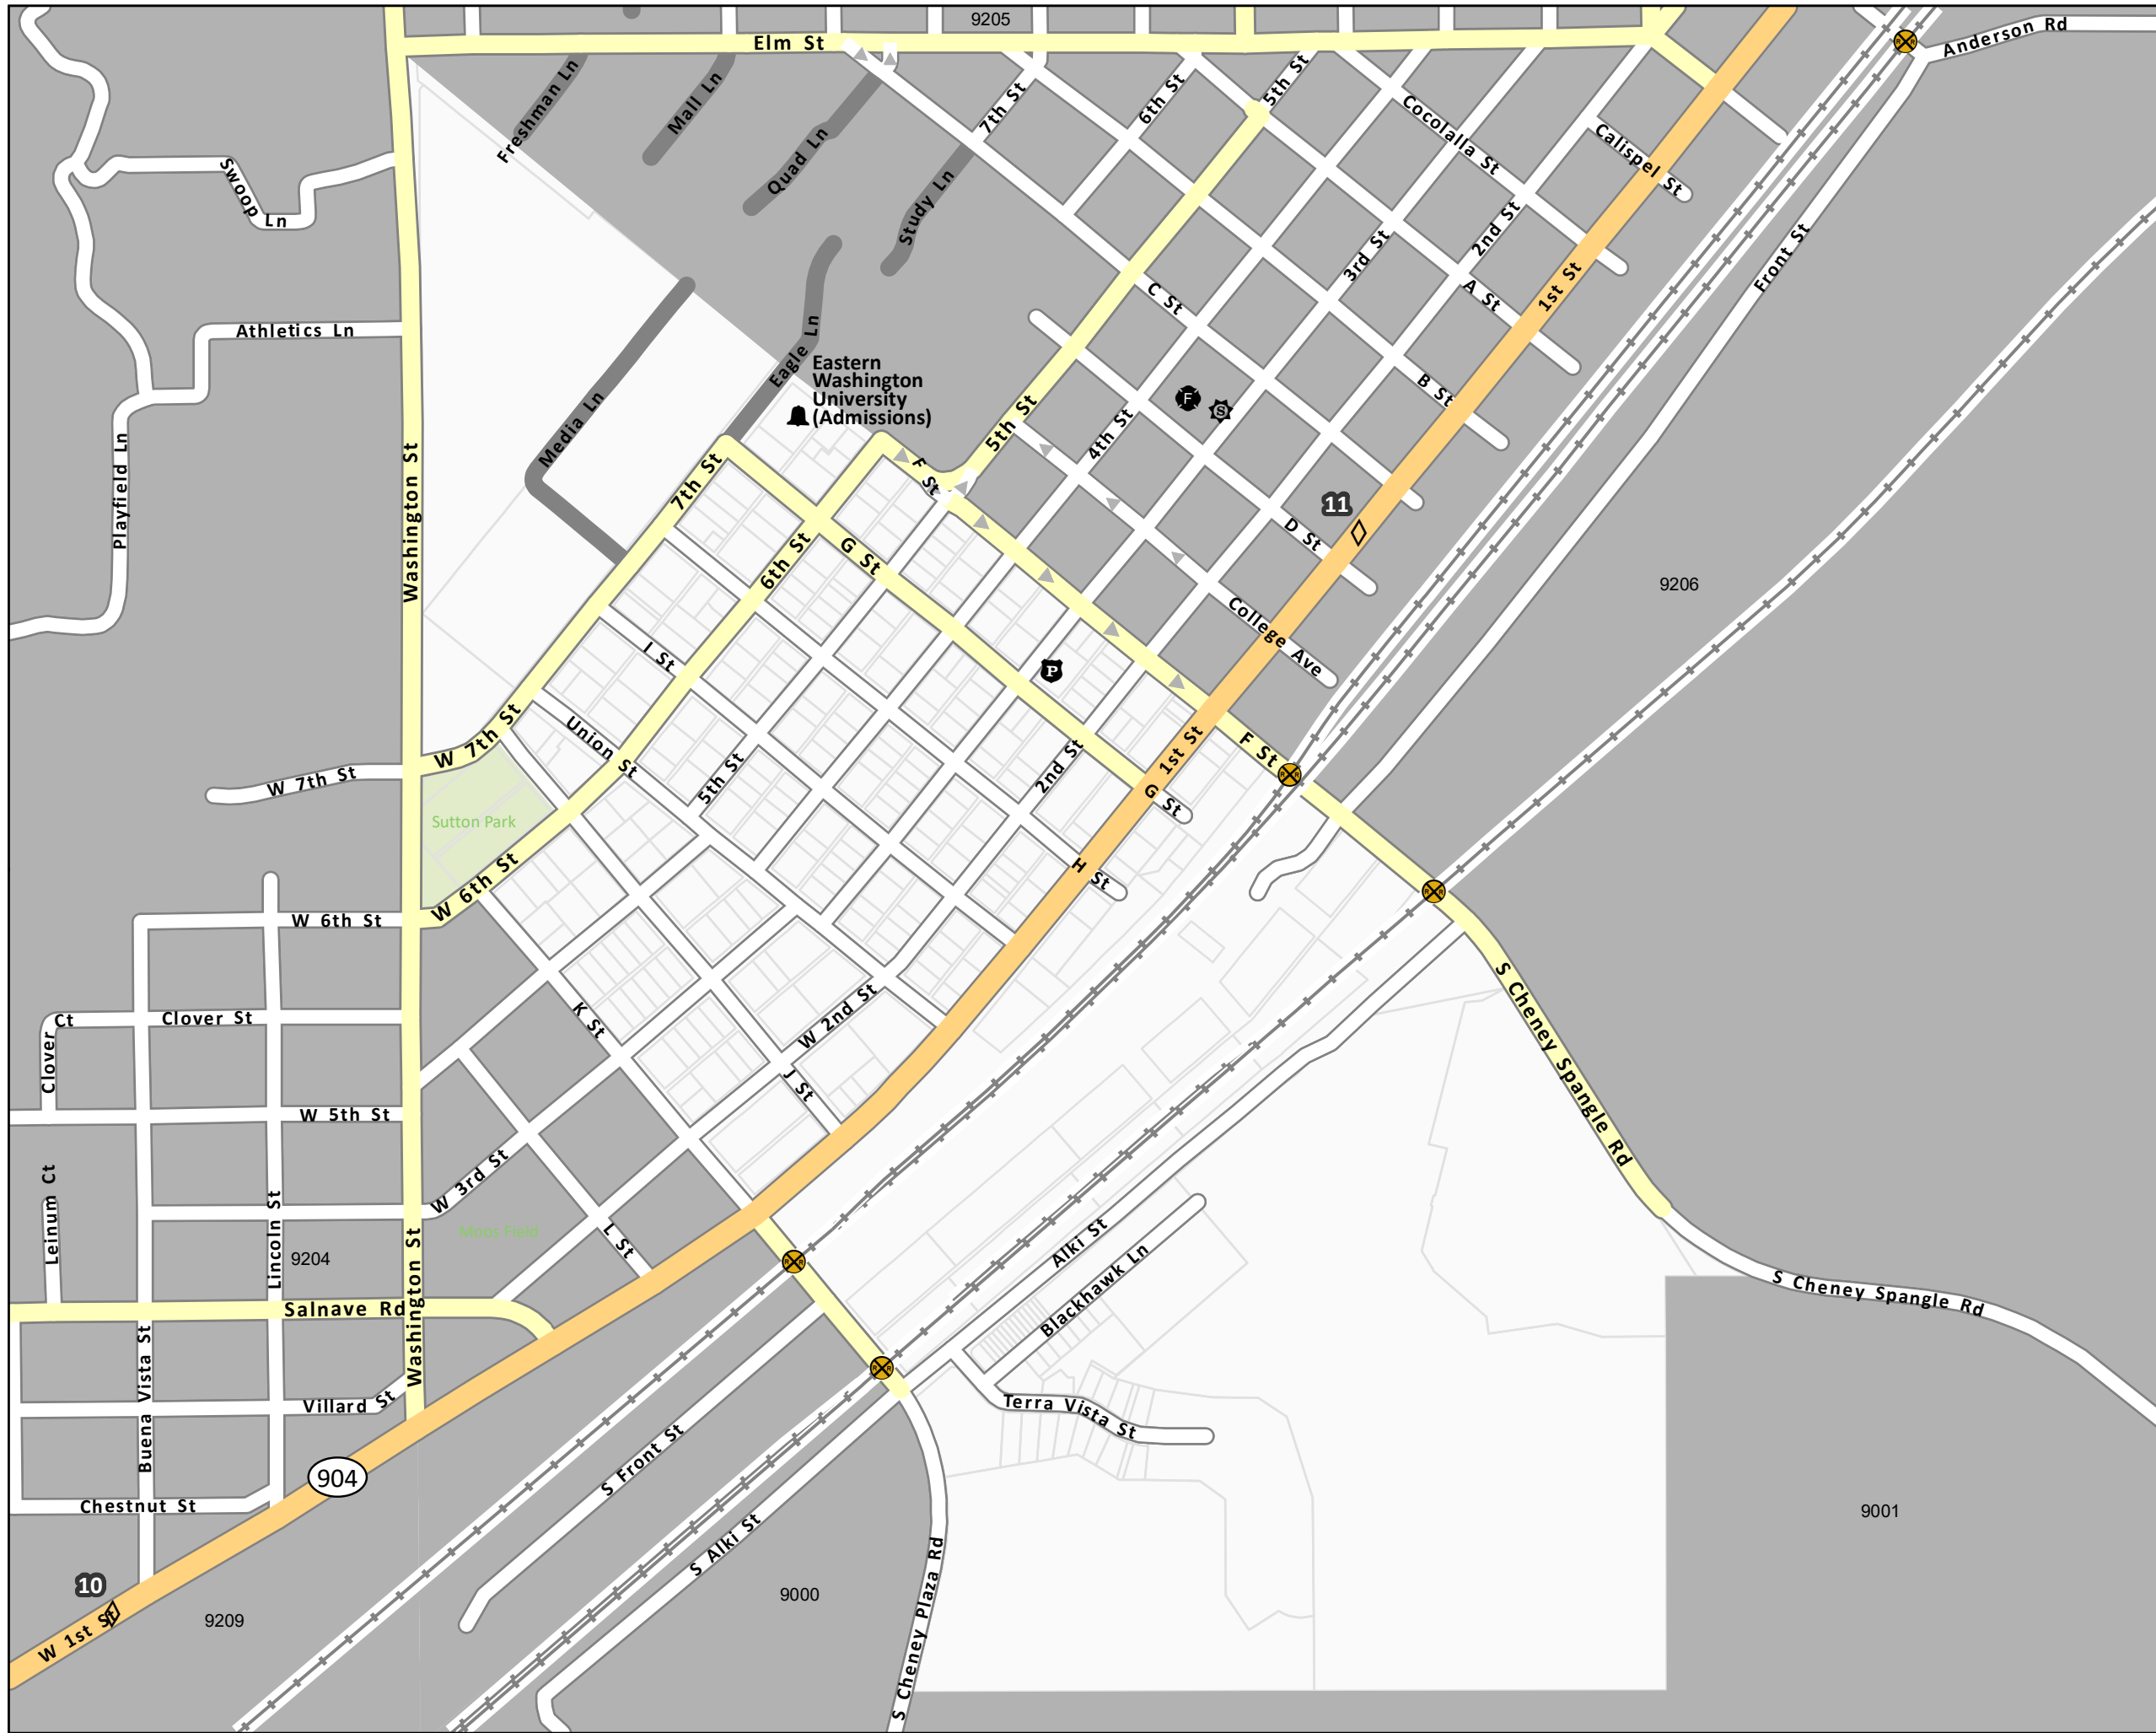 9205
Elm St
Anderson Rd
Freshman Ln
Mall Ln
Quad Ln
Study Ln
7th St
6th St
5th St
Cocolalla St
Calispel St
Swoop Ln
2nd St
3rd St
Front St
1st St
A St
C St
Athletics Ln
Eagle Ln
Eastern
Washington
University
(Admissions)
B St
F
S
Media Ln
5th St
4th St
Playfield Ln
Washington St
7th St
F St
11
D St
6th St
G St
9206
College Ave
I St
P
W 7th St
Union St
F St
1st St
2nd St
5th St
W 7th St
G St
R R
Sutton Park
W 6th St
H St
W 6th St
S Cheney Spangle Rd
Clover Ct
Clover St
K St
W 2nd St
J St
W 5th St
Leinum Ct
W 3rd St
Lincoln St
Moos Field
L St
9204
Alki St
Blackhawk Ln
S Cheney Spangle Rd
Salnave Rd
Washington St
Buena Vista St
Villard St
Terra Vista St
904
S Front St
Chestnut St
S Alki St
9001
10
9000
9209
W 1st St
S Cheney Plaza Rd